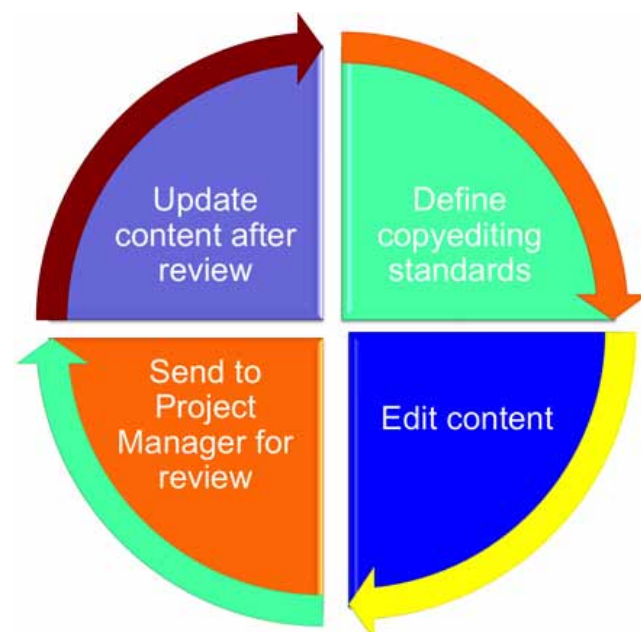 Update
content after
review
Define
copyediting
standards
Send to
Project
Manager for
review
Edit content